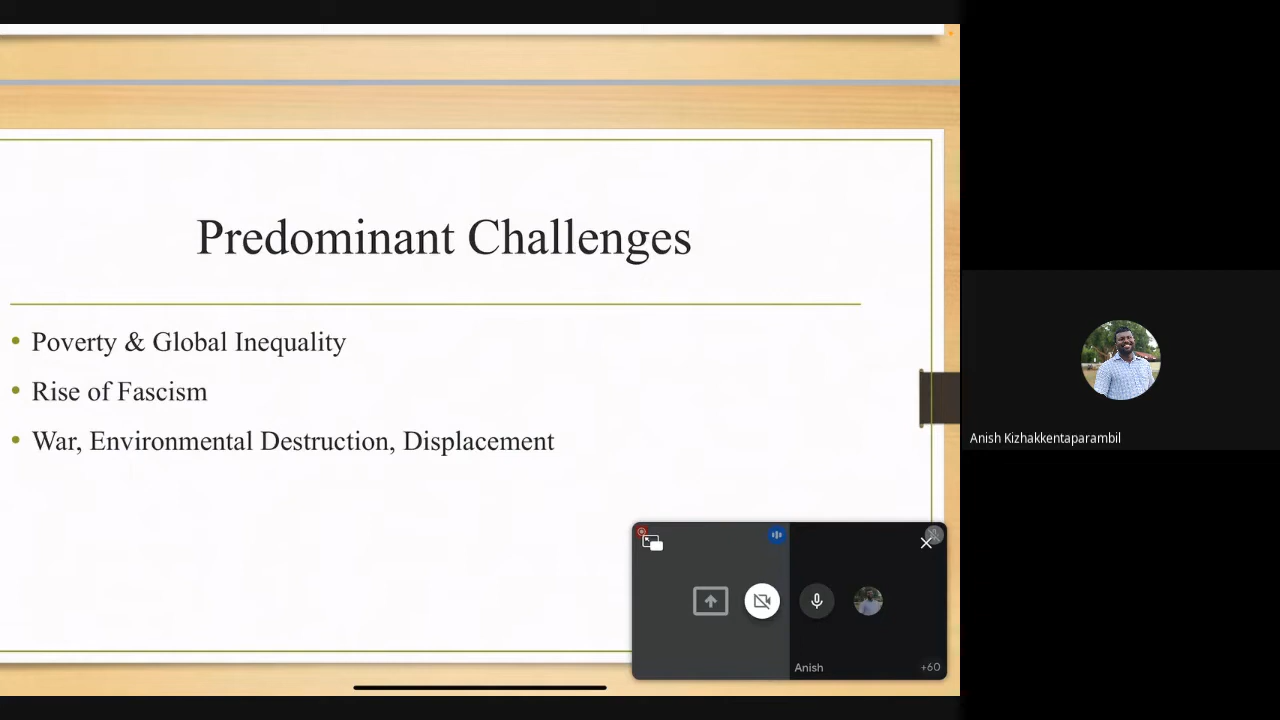 Predominant Challenges
• Poverty & Global Inequality
• Rise of Fascism
• War, Environmental Destruction, Displacement
Anish Kizhakkentaparambil
Anish
+60